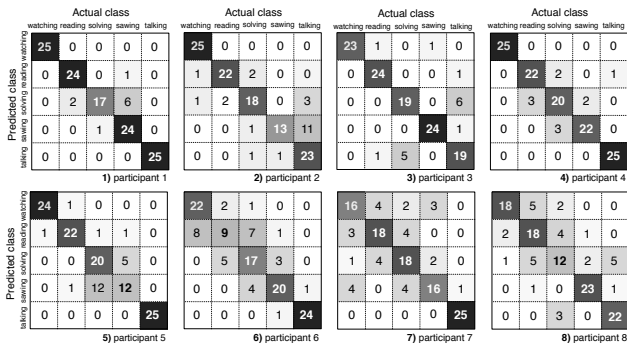 Actual class Actual class Actual class Actual class
watching reading solving sawing talking watching reading solving sawing talking watching reading solving sawing talking watching reading solving sawing talking
Predicted class
watching 25 0 0 0 0 25 0 0 0 0 23 1 0 1 0 25 0 0 0 0
reading 0 24 0 1 0 1 22 2 0 0 0 24 0 0 1 0 22 2 0 1
solving 0 2 17 6 0 1 2 18 0 3 0 0 19 0 6 0 3 20 2 0
sawing 0 0 1 24 0 0 0 1 13 11 0 0 0 24 1 0 0 3 22 0
talking 0 0 0 0 25 0 0 1 1 23 0 1 5 0 19 0 0 0 0 25
1) participant 1 2) participant 2 3) participant 3 4) participant 4
Predicted class
watching 24 1 0 0 0 22 2 1 0 0 16 4 2 3 0 18 5 2 0 0
reading 1 22 1 1 0 8 9 7 1 0 3 18 4 0 0 2 18 4 1 0
solving 0 0 20 5 0 0 5 17 3 0 1 4 18 2 0 1 5 12 2 5
sawing 0 1 12 12 0 0 0 4 20 1 4 0 4 16 1 0 0 1 23 1
talking 0 0 0 0 25 0 0 0 1 24 0 0 0 0 25 0 0 3 0 22
5) participant 5 6) participant 6 7) participant 7 8) participant 8